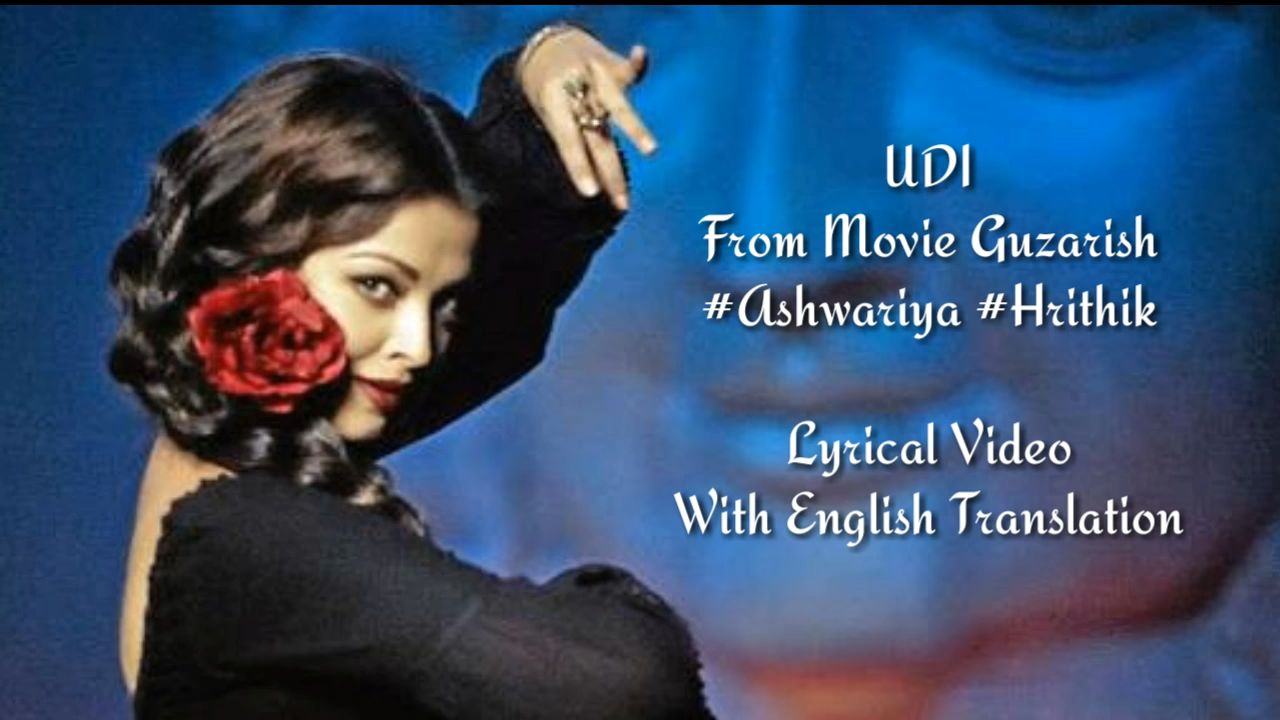 UDI
From Movie Guzarish
#Ashwariya #Hrithik
Lyrical Video
With English Translation